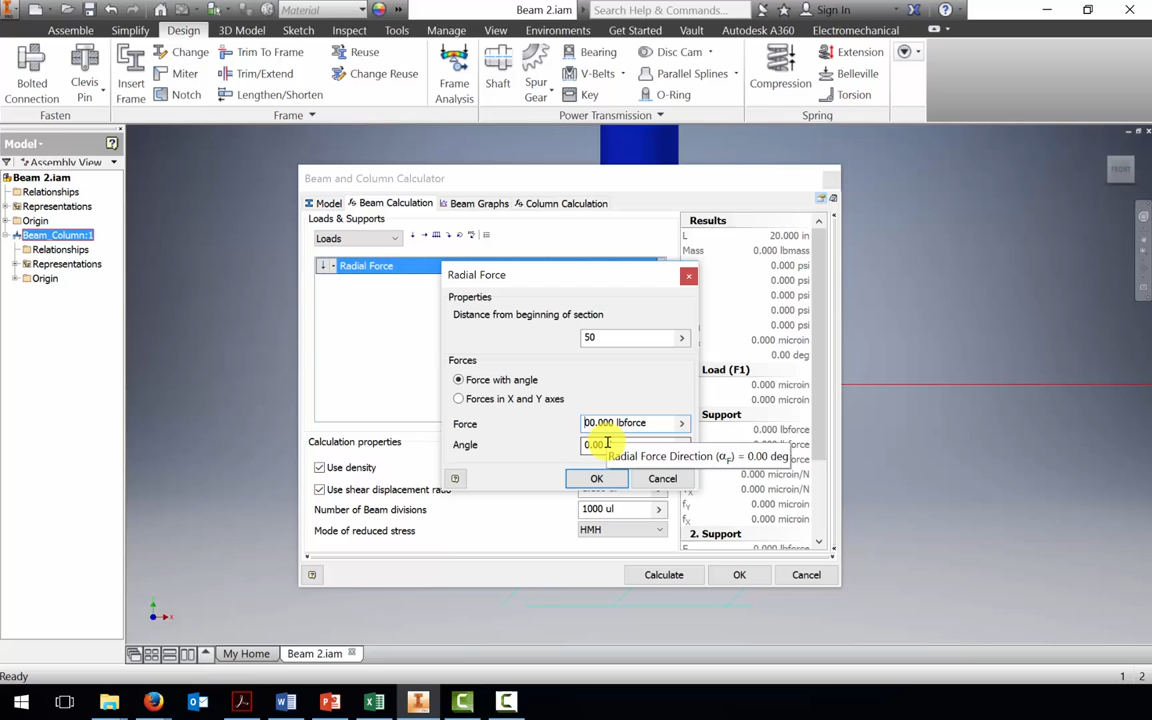 Material
Beam 2.iam
Search Help & Commands...
Sign In
Assembly Simplify Design 3D Model Sketch Inspect Tools Manage View Environments Get Started Vault Autodesk A360 Electromechanical
Bolted Connection
Clevis Pin
Fasten
Insert Frame
Change
Miter
Notch
Trim To Frame
Trim/Extend
Lengthen/Shorten
Reuse
Change Reuse
Frame Analysis
Frame
Shaft
Spur Gear
Bearing
V-Belts
Key
Disc Cam
Parallel Splines
O-Ring
Power Transmission
Compression
Extension
Belleville
Torsion
Spring
Model
Assembly View
Beam 2.iam
Relationships
Representations
Origin
Beam_Column:1
Relationships
Representations
Origin
FRONT
Beam and Column Calculator
Model Beam Calculation Beam Graphs Column Calculation
Loads & Supports
Loads
Radial Force
Calculation properties
Use density
Use shear displacement ratio
Number of Beam divisions 1000 ul
Mode of reduced stress HMH
Radial Force
Properties
Distance from beginning of section
50
Forces
Force with angle
Forces in X and Y axes
Force 00.000 lbforce
Angle 0.00
Radial Force Direction (αF) = 0.00 deg
OK Cancel
Results
L 20.000 in
Mass 0.000 lbmass
0.000 psi
0.000 psi
0.000 psi
0.000 psi
0.000 psi
0.000 microin
0.00 deg
Load (F1)
0.000 microin
0.000 microin
Support
0.000 lbforce
0.000 microin
0.000 microin/N
fY 0.000 microin/N
fX 0.000 microin/N
2. Support
0.000 lbforce
Calculate OK Cancel
My Home Beam 2.iam
Ready
1 2